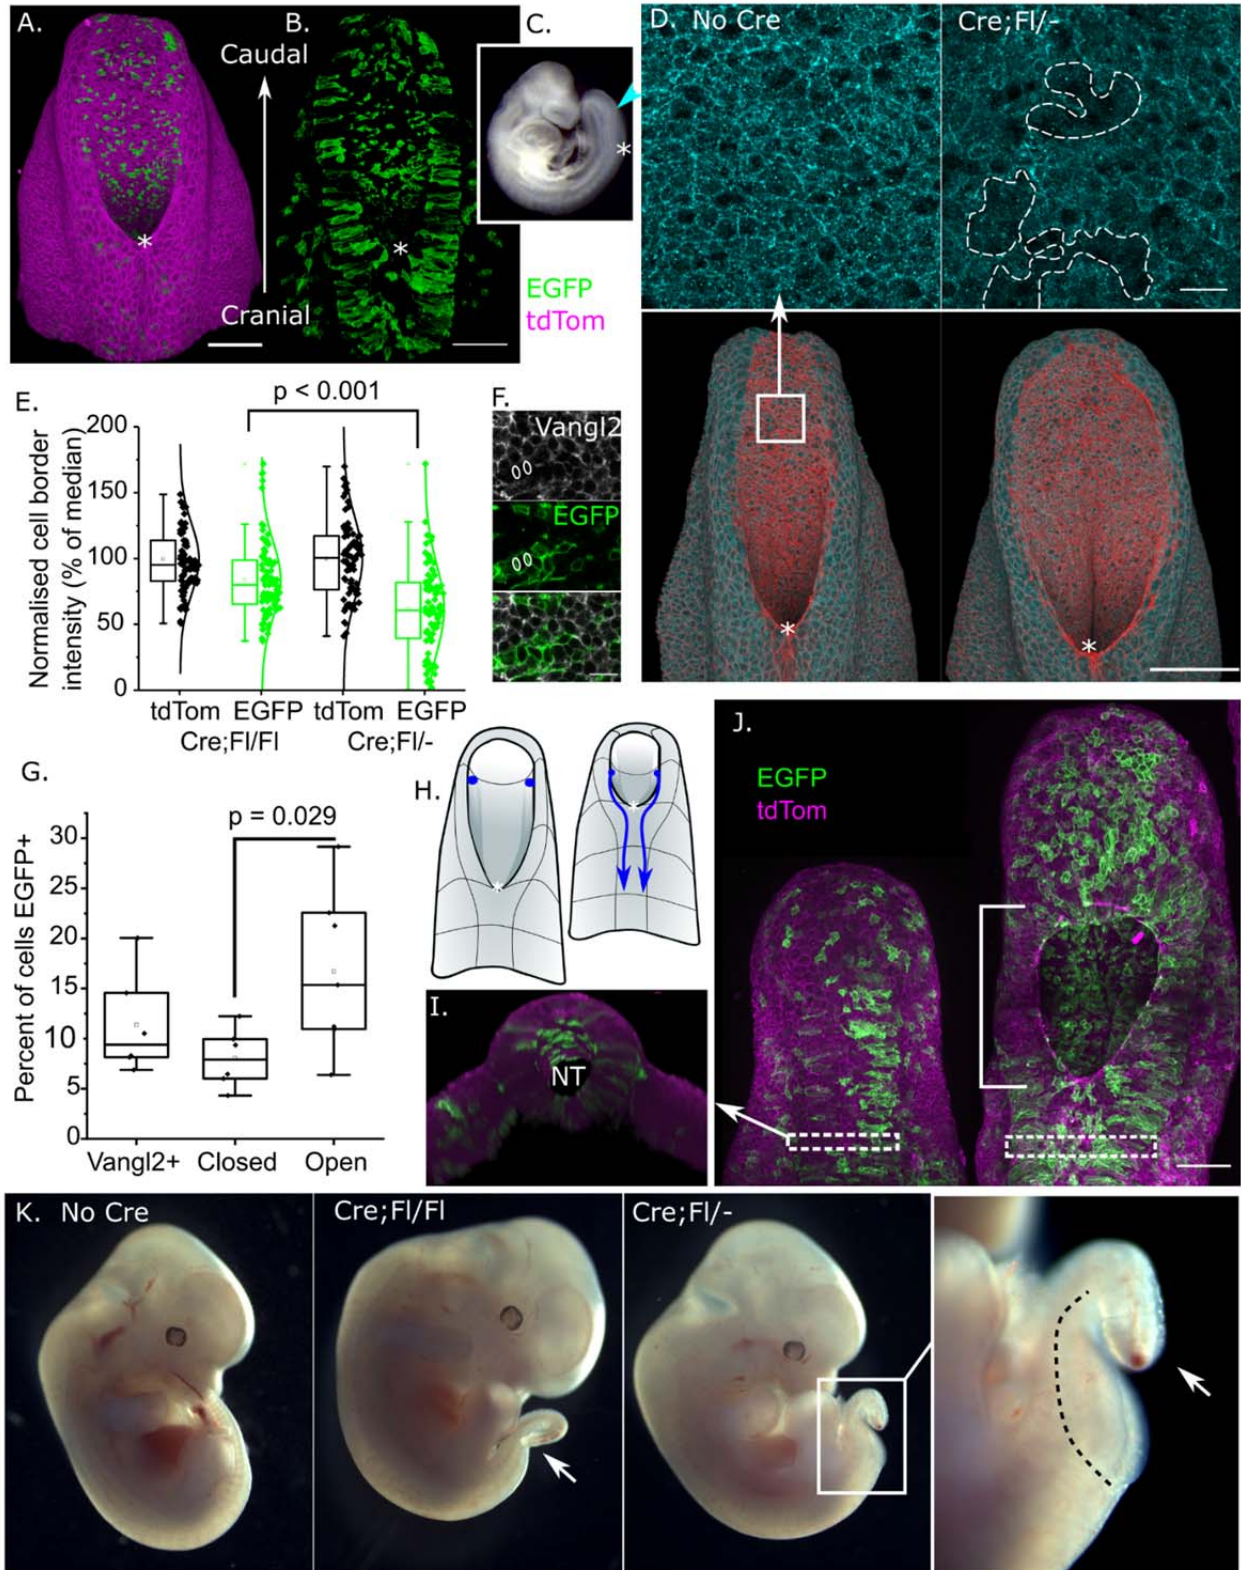 A.
B.
C.
Caudal
Cranial
*
*
*
EGFP
tdTom
D. No Cre
Cre;Fl/-
*
*
E.
p < 0.001
Normalised cell border
intensity (% of median)
200
150
100
50
0
tdTom EGFP tdTom EGFP
Cre;Fl/Fl Cre;Fl/-
F.
Vangl2
EGFP
G.
p = 0.029
Percent of cells EGFP+
30
25
20
15
10
5
0
Vangl2+ Closed Open
H.
*
*
I.
NT
J.
EGFP
tdTom
K. No Cre
Cre;Fl/Fl
Cre;Fl/-